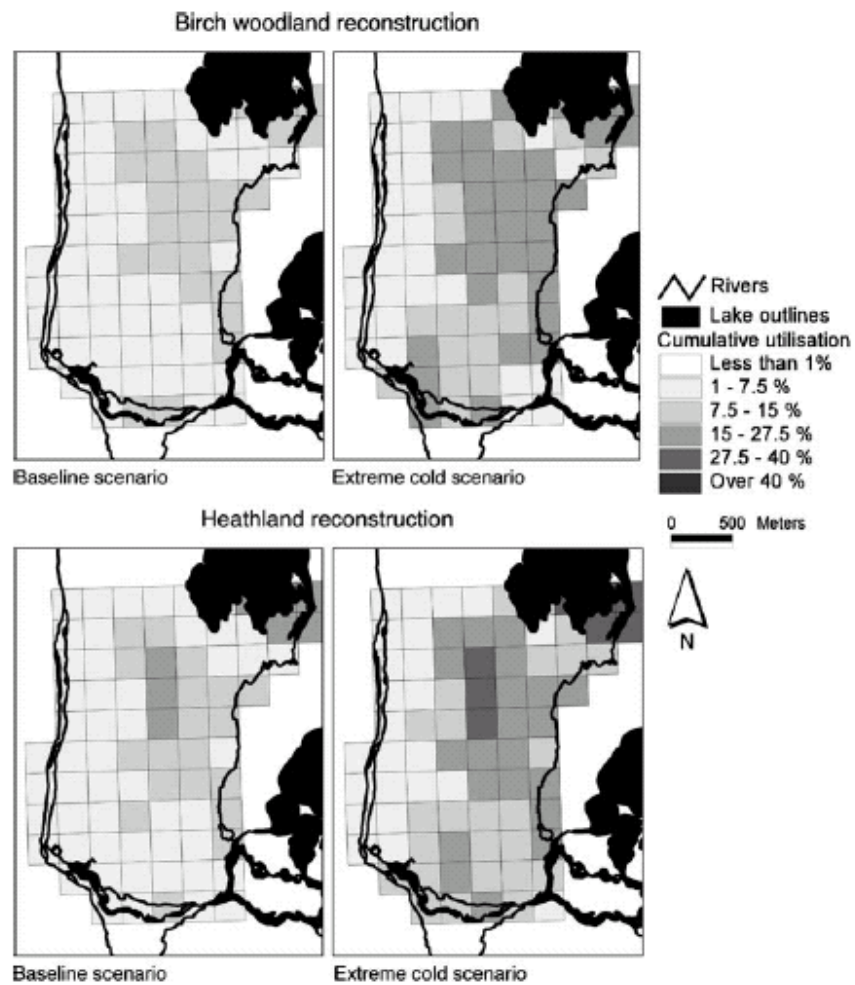 Birch woodland reconstruction
Baseline scenario
Extreme cold scenario
Rivers
Lake outlines
Cumulative utilisation
Less than 1%
1 - 7.5 %
7.5 - 15 %
15 - 27.5 %
27.5 - 40 %
Over 40 %
0 500 Meters
N
Heathland reconstruction
Baseline scenario
Extreme cold scenario